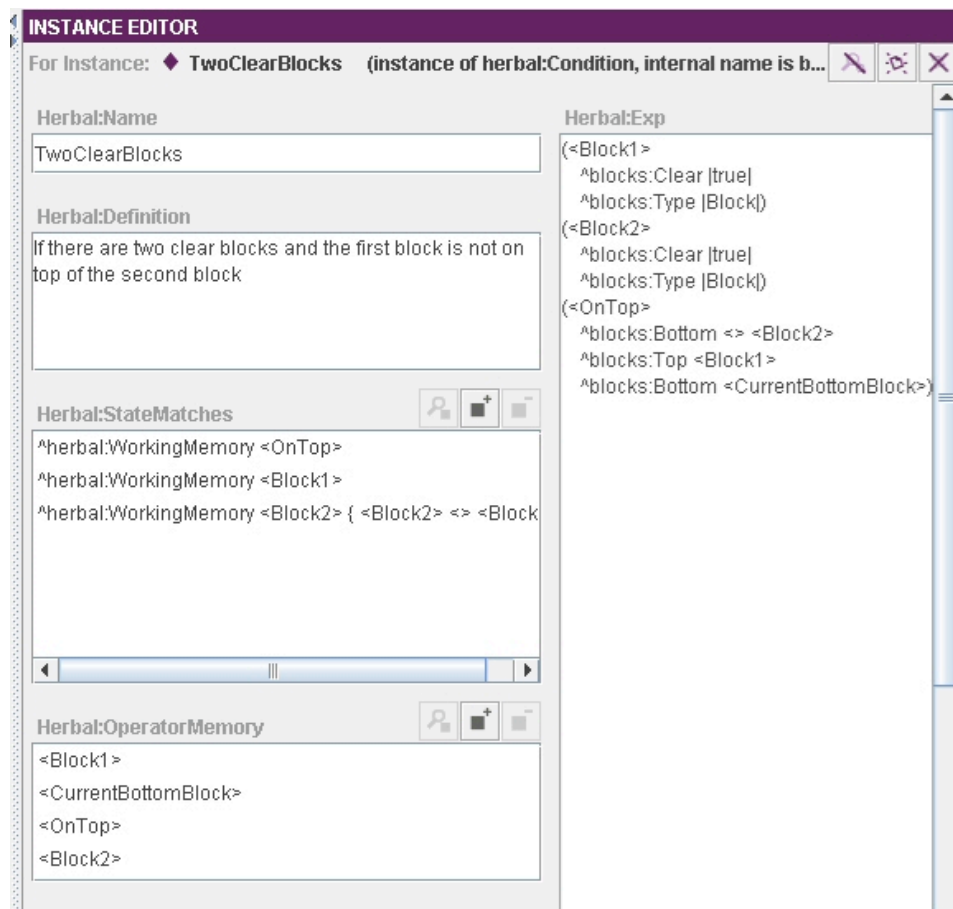 INSTANCE EDITOR
For Instance: TwoClearBlocks (instance of herbal:Condition, internal name is b...
Herbal:Name
TwoClearBlocks
Herbal:Definition
If there are two clear blocks and the first block is not on
top of the second block
Herbal:StateMatches
^herbal:WorkingMemory <OnTop>
^herbal:WorkingMemory <Block1>
^herbal:WorkingMemory <Block2> { <Block2> <> <Block
Herbal:OperatorMemory
<Block1>
<CurrentBottomBlock>
<OnTop>
<Block2>
Herbal:Exp
(<Block1>
^blocks:Clear |true|
^blocks:Type |Block|)
(<Block2>
^blocks:Clear |true|
^blocks:Type |Block|)
(<OnTop>
^blocks:Bottom <> <Block2>
^blocks:Top <Block1>
^blocks:Bottom <CurrentBottomBlock>)